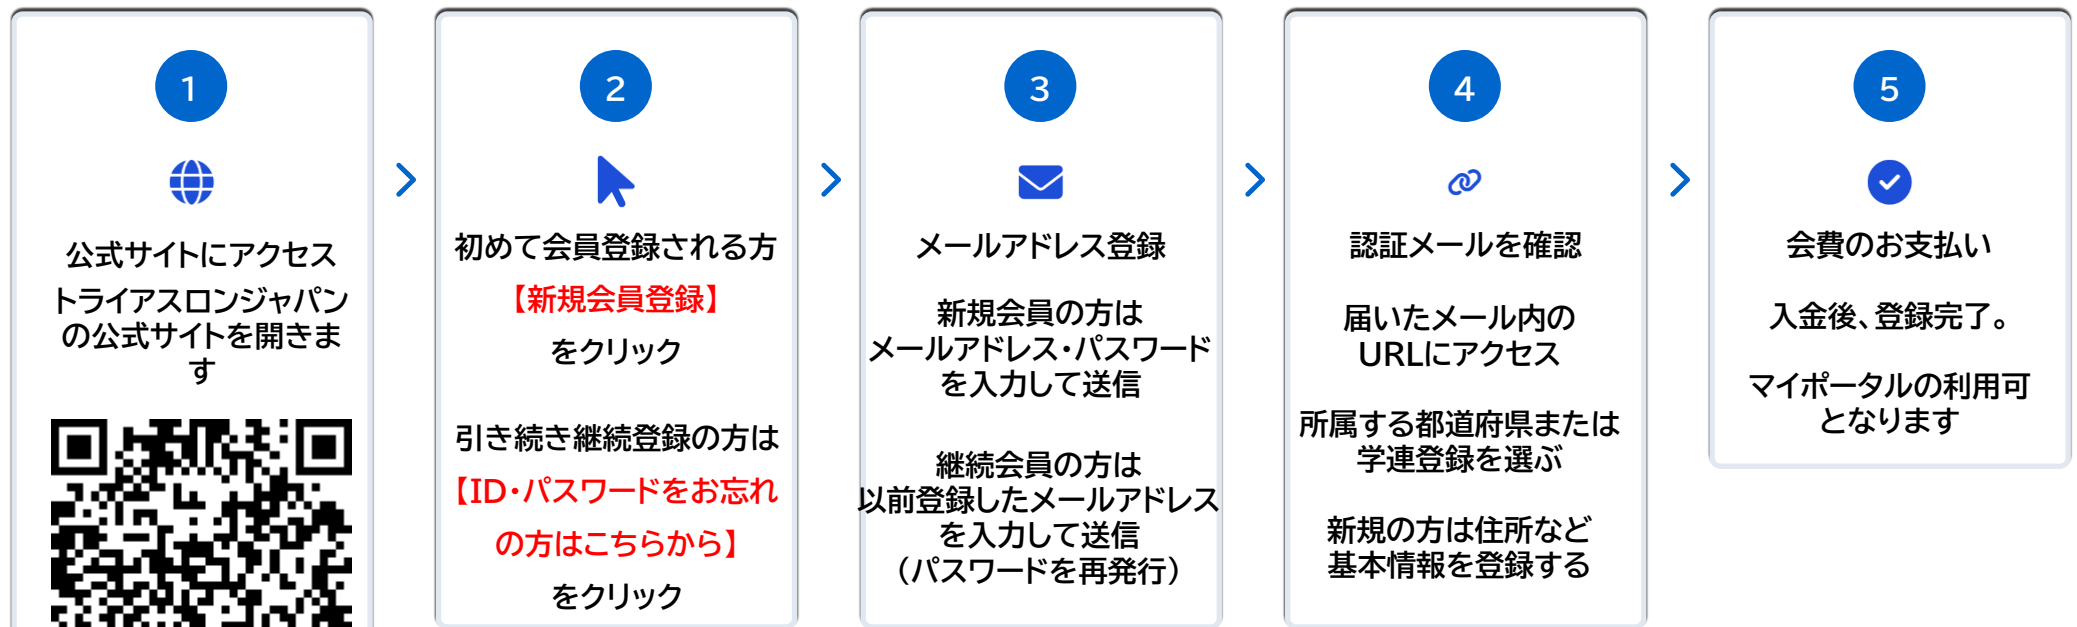 1
公式サイトにアクセス
トライアスロンジャパン
の公式サイトを開きま
す
2
初めて会員登録される方
【新規会員登録】
をクリック
引き続き継続登録の方は
【ID・パスワードをお忘れ
の方はこちらから】
をクリック
3
メールアドレス登録
新規会員の方は
メールアドレス・パスワード
を入力して送信
継続会員の方は
以前登録したメールアドレス
を入力して送信
（パスワードを再発行）
4
認証メールを確認
届いたメール内の
URLにアクセス
所属する都道府県または
学連登録を選ぶ
新規の方は住所など
基本情報を登録する
5
会費のお支払い
入金後、登録完了。
マイポータルの利用可
となります